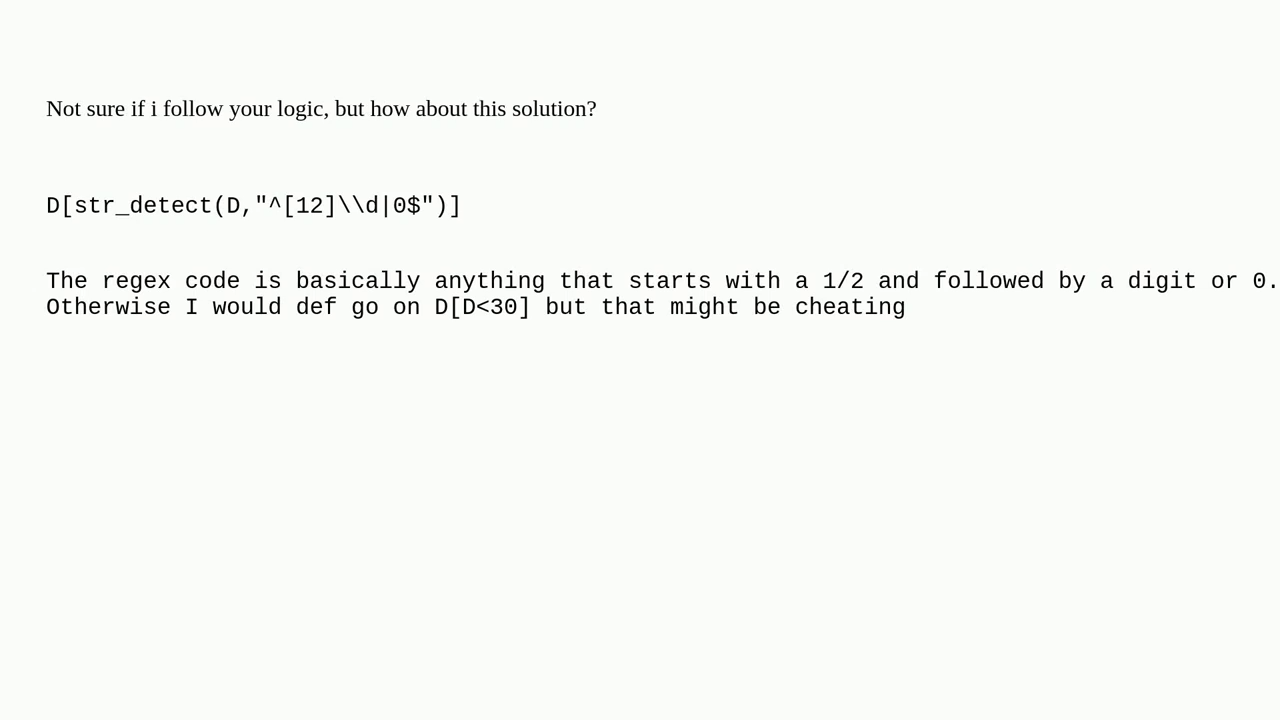 Not sure if i follow your logic, but how about this solution?
D[str_detect(D,"^[12]\\d|0$")]
The regex code is basically anything that starts with a 1/2 and followed by a digit or 0.
Otherwise I would def go on D[D<30] but that might be cheating